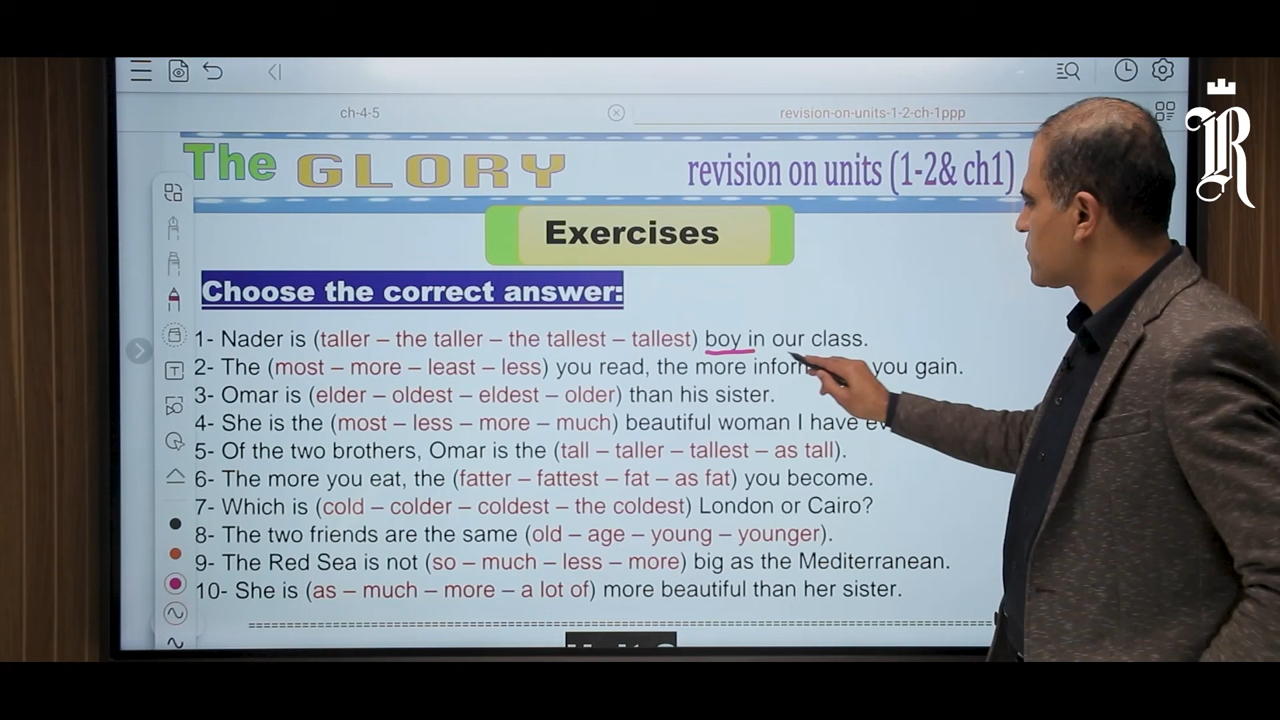 ch-4-5
revision-on-units-1-2-ch-1ppp
The GLORY
revision on units (1-2& ch1)
R
Exercises
Choose the correct answer:
1- Nader is (taller – the taller – the tallest – tallest) boy in our class.
2- The (most – more – least – less) you read, the more you gain.
3- Omar is (elder – oldest – eldest – older) than his sister.
4- She is the (most – less – more – much) beautiful woman I have
5- Of the two brothers, Omar is the (tall – taller – tallest – as tall).
6- The more you eat, the (fatter – fattest – fat – as fat) you become.
7- Which is (cold – colder – coldest – the coldest) London or Cairo?
8- The two friends are the same (old – age – young – younger).
9- The Red Sea is not (so – much – less – more) big as the Mediterranean.
10- She is (as – much – more – a lot of) more beautiful than her sister.